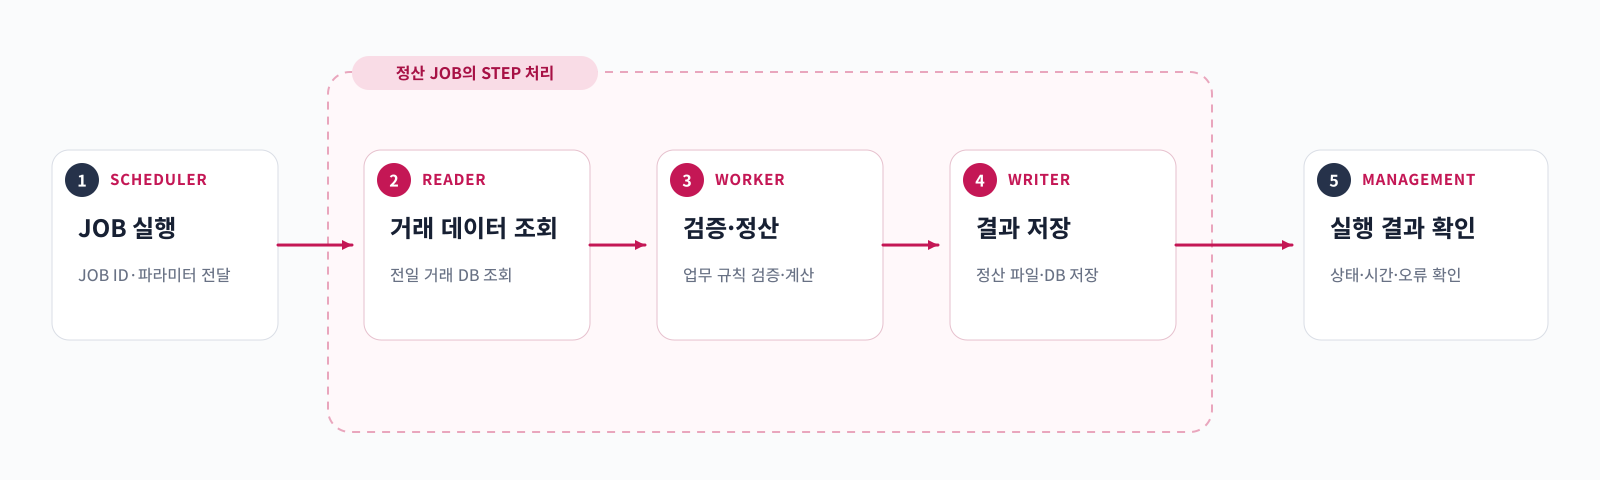 정산 JOB의 STEP 처리
1 SCHEDULER
JOB 실행
JOB ID·파라미터 전달
2 READER
거래 데이터 조회
전일 거래 DB 조회
3 WORKER
검증·정산
업무 규칙 검증·계산
4 WRITER
결과 저장
정산 파일·DB 저장
5 MANAGEMENT
실행 결과 확인
상태·시간·오류 확인